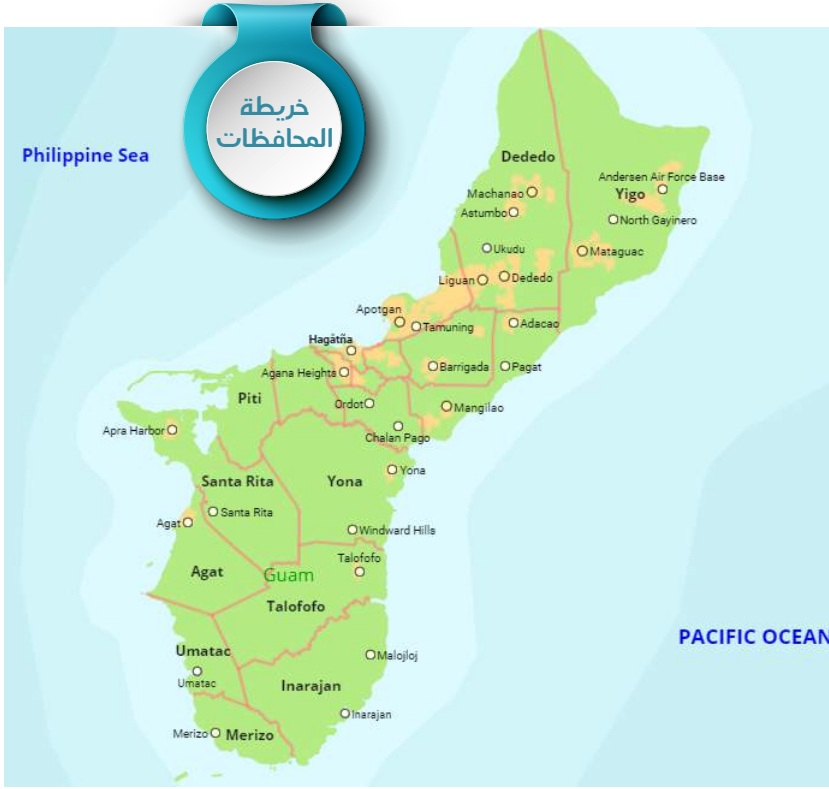 خريطة
المحافظات
Philippine Sea
Dededo
Andersen Air Force Base
Machanao
Yigo
Astumbo
North Gayinero
Ukudu
Mataguac
Liguan
Dededo
Apotgan
Tamuning
Adacao
Hagåtña
Agana Heights
Barrigada
Pagat
Piti
Ordot
Mangilao
Apra Harbor
Chalan Pago
Yona
Santa Rita
Yona
Santa Rita
Agat
Windward Hills
Talofofo
Agat
Guam
Talofofo
PACIFIC OCEAN
Umatac
Malojloj
Umatac
Inarajan
Inarajan
Merizo
Merizo